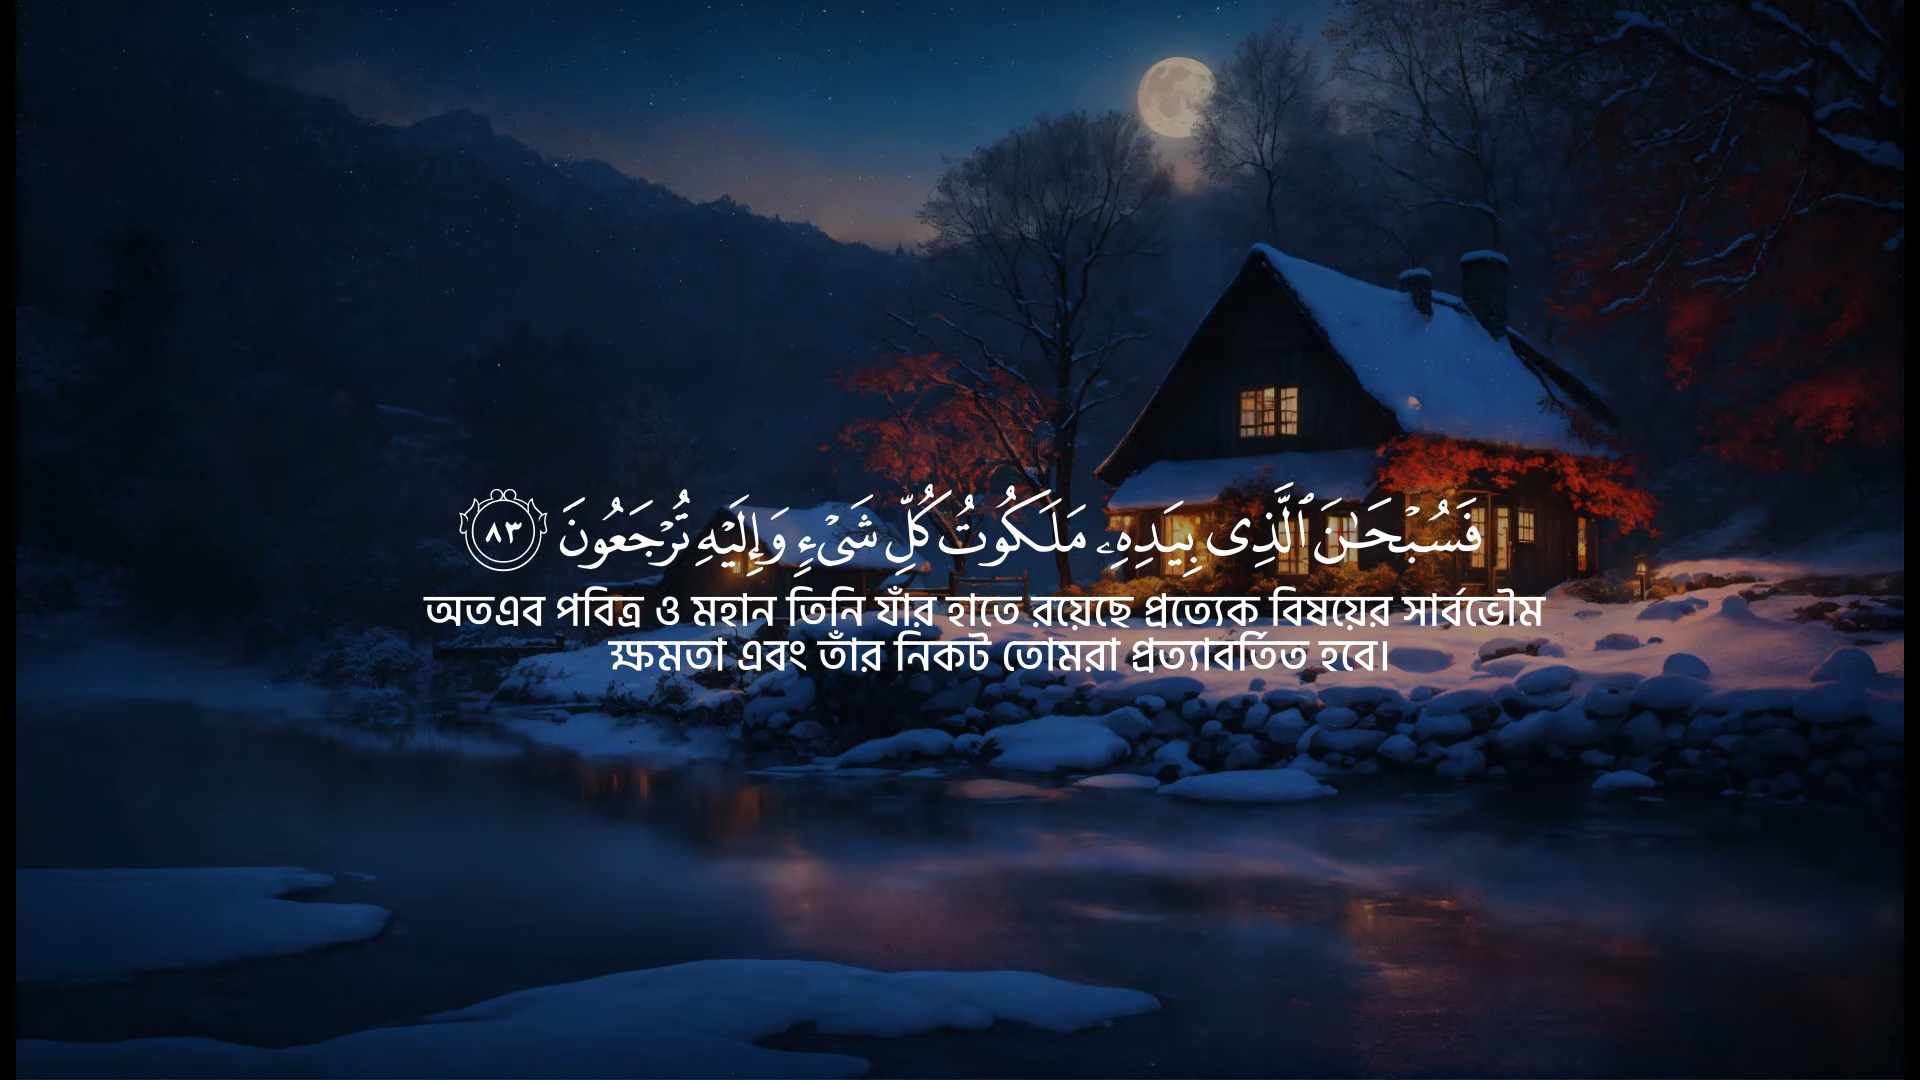 فَسُبۡحَـٰنَ ٱلَّذِی بِیَدِهِۦ مَلَكُوتُ كُلِّ شَیۡءࣲ وَإِلَیۡهِ تُرۡجَعُونَ ٨٣
অতএব পবিত্র ও মহান তিনি যাঁর হাতে রয়েছে প্রত্যেক বিষয়ের সার্বভৌম
ক্ষমতা এবং তাঁর নিকট তোমরা প্রত্যাবর্তিত হবে।